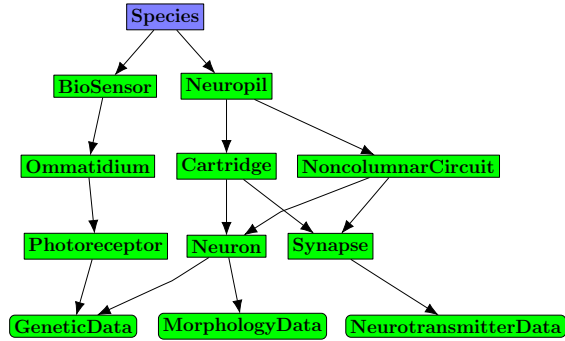 Species
BioSensor
Neuropil
Ommatidium
Cartridge
NoncolumnarCircuit
Photoreceptor
Neuron
Synapse
GeneticData
MorphologyData
NeurotransmitterData